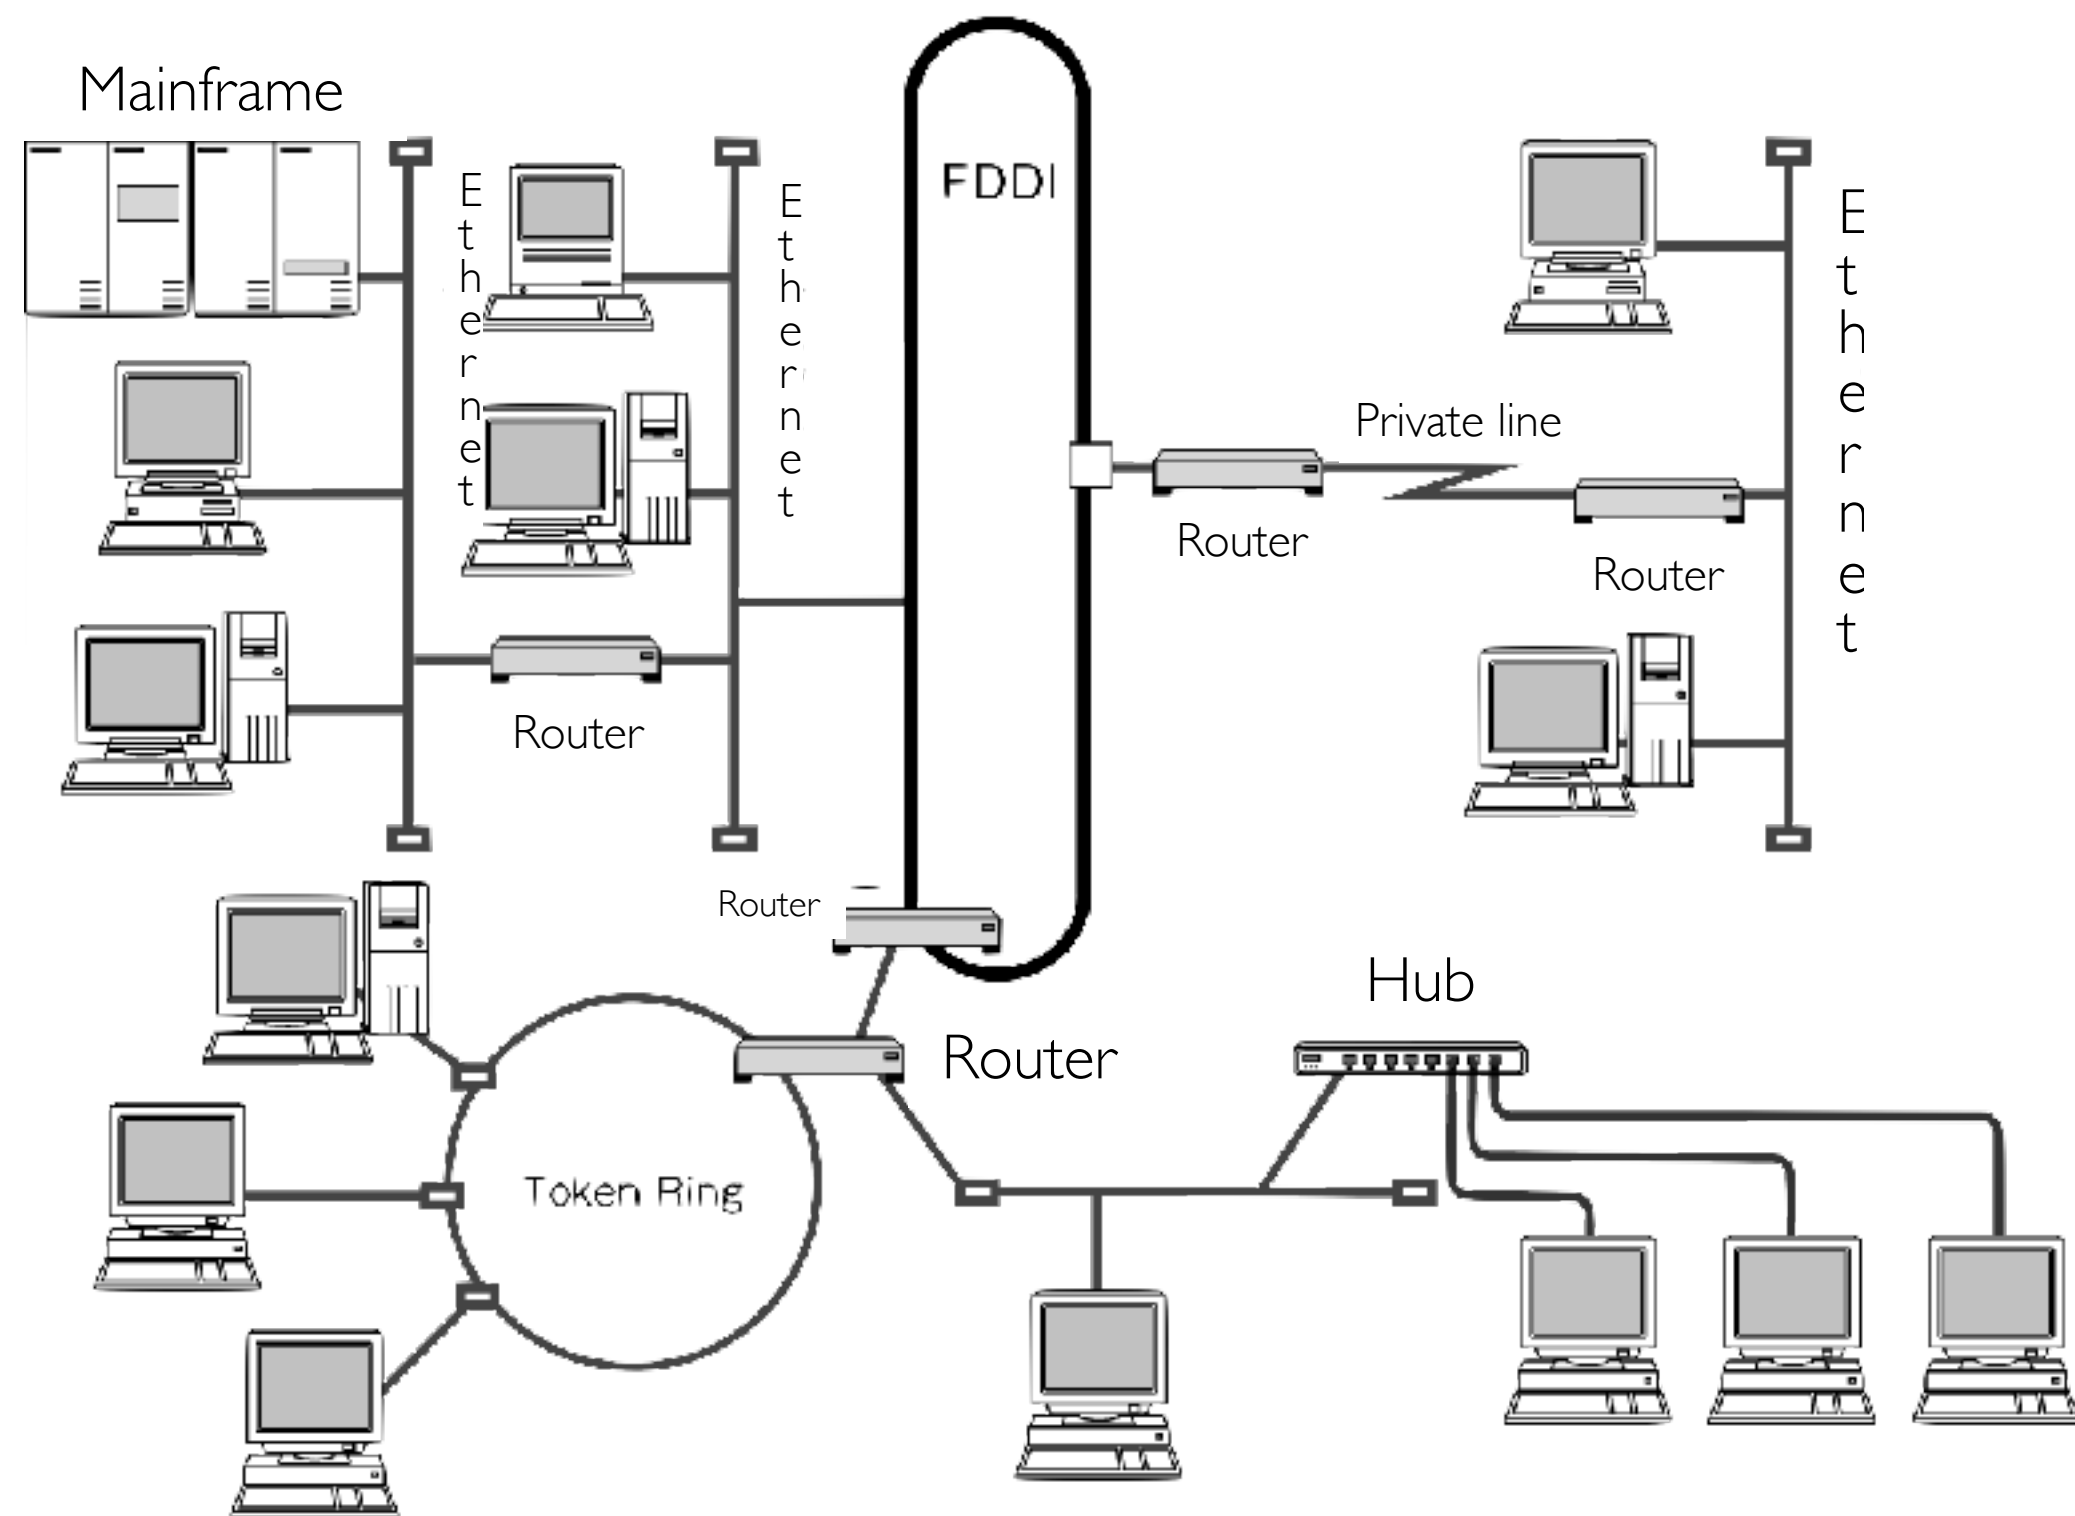 Mainframe
Ethernet
Ethernet
FDDI
Ethernet
Private line
Router
Router
Router
Router
Hub
Router
Token Ring